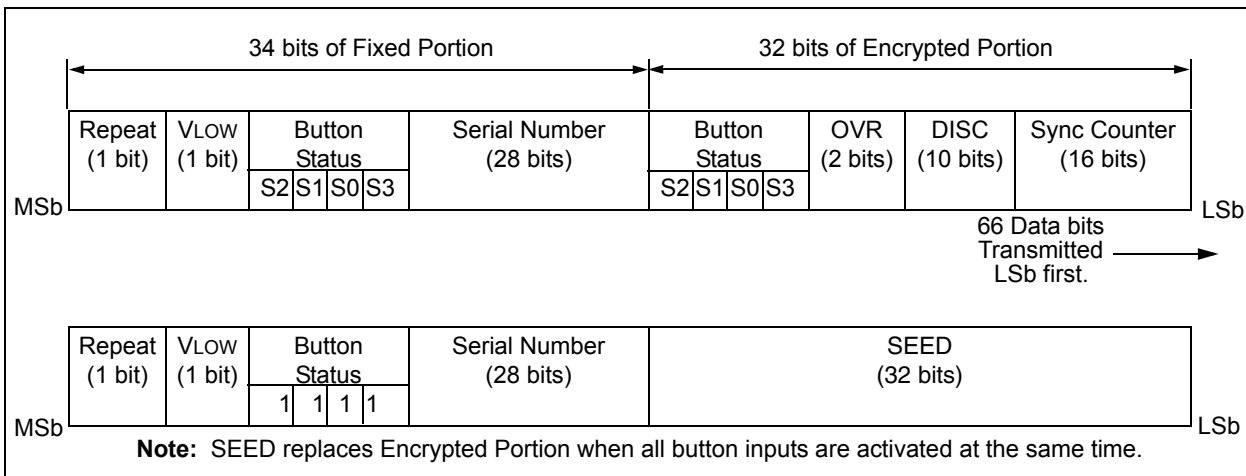 34 bits of Fixed Portion 32 bits of Encrypted Portion
Repeat VLOW Button Serial Number Button OVR DISC Sync Counter
(1 bit) (1 bit) Status (28 bits) Status (2 bits) (10 bits) (16 bits)
S2 S1 S0 S3 S2 S1 S0 S3
MSb LSb
66 Data bits
Transmitted
LSb first.
Repeat VLOW Button Serial Number SEED
(1 bit) (1 bit) Status (28 bits) (32 bits)
1 1 1 1
MSb LSb
Note: SEED replaces Encrypted Portion when all button inputs are activated at the same time.